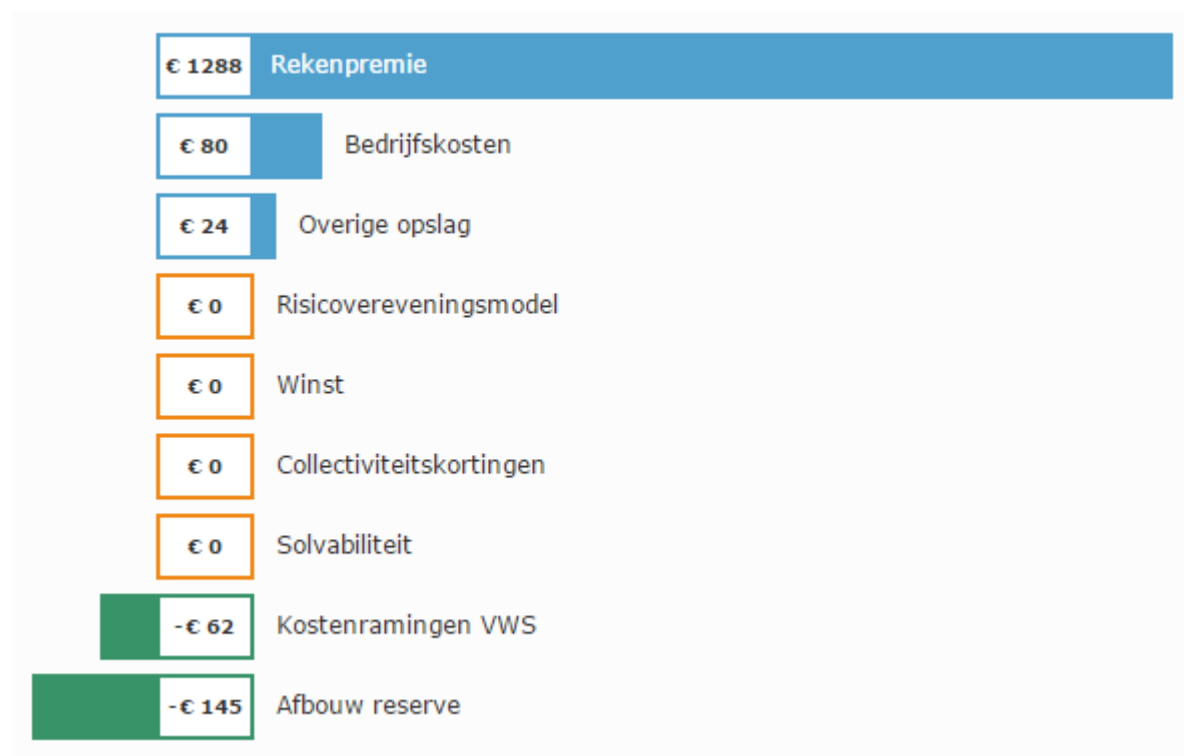 € 1288 Rekenpremie
€ 80 Bedrijfskosten
€ 24 Overige opslag
€ 0 Risicovereveningsmodel
€ 0 Winst
€ 0 Collectiviteitskortingen
€ 0 Solvabiliteit
-€ 62 Kostenramingen VWS
-€ 145 Afbouw reserve